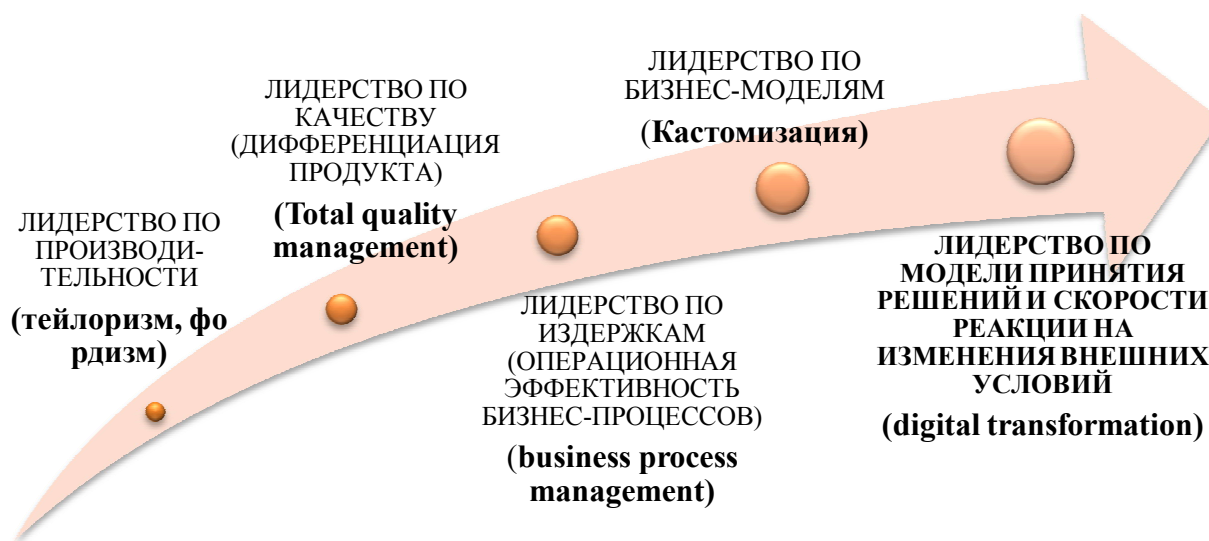 ЛИДЕРСТВО ПО
ПРОИЗВОДИ-
ТЕЛЬНОСТИ
(тейлоризм, фо
рдизм)
ЛИДЕРСТВО ПО
КАЧЕСТВУ
(ДИФФЕРЕНЦИАЦИЯ
ПРОДУКТА)
(Total quality
management)
ЛИДЕРСТВО ПО
ИЗДЕРЖКАМ
(ОПЕРАЦИОННАЯ
ЭФФЕКТИВНОСТЬ
БИЗНЕС-ПРОЦЕССОВ)
(business process
management)
ЛИДЕРСТВО ПО
БИЗНЕС-МОДЕЛЯМ
(Кастомизация)
ЛИДЕРСТВО ПО
МОДЕЛИ ПРИНЯТИЯ
РЕШЕНИЙ И СКОРОСТИ
РЕАКЦИИ НА
ИЗМЕНЕНИЯ ВНЕШНИХ
УСЛОВИЙ
(digital transformation)